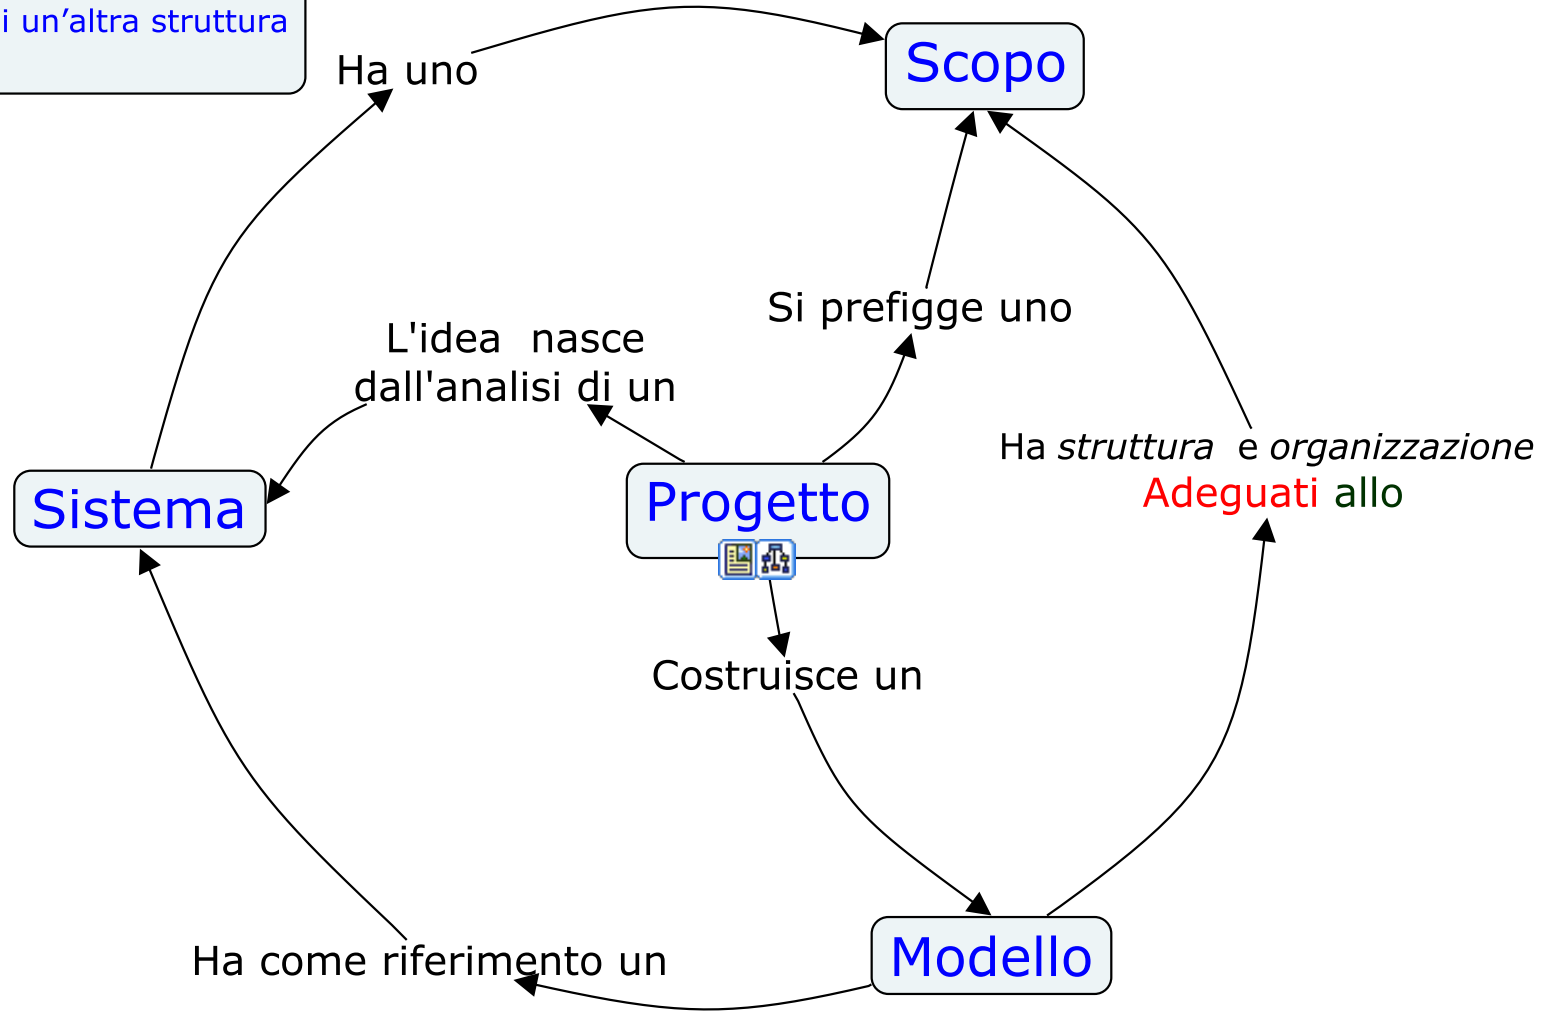 i un’altra struttura
Ha uno
Scopo
Si prefigge uno
L'idea  nasce
dall'analisi di un
Ha struttura  e organizzazione
Adeguati allo
Sistema
Progetto
Costruisce un
Ha come riferimento un
Modello